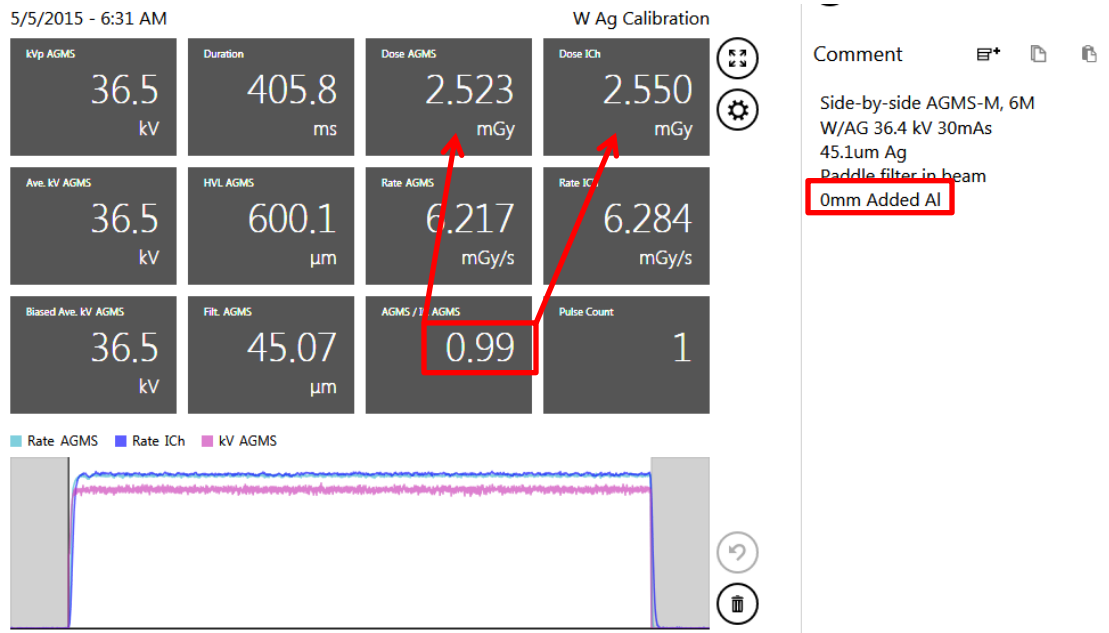 5/5/2015 - 6:31 AM
W Ag Calibration
kVp AGMS
36.5
kV
Duration
405.8
ms
Dose AGMS
2.523
mGy
Dose ICh
2.550
mGy
Ave. kV AGMS
36.5
kV
HVL AGMS
600.1
µm
Rate AGMS
6.217
mGy/s
Rate ICh
6.284
mGy/s
Biased Ave. kV AGMS
36.5
kV
Filt. AGMS
45.07
µm
AGMS / AGMS
0.99
Pulse Count
1
Rate AGMS
Rate ICh
kV AGMS
Comment
Side-by-side AGMS-M, 6M
W/AG 36.4 kV 30mAs
45.1um Ag
Paddle filter in beam
0mm Added Al